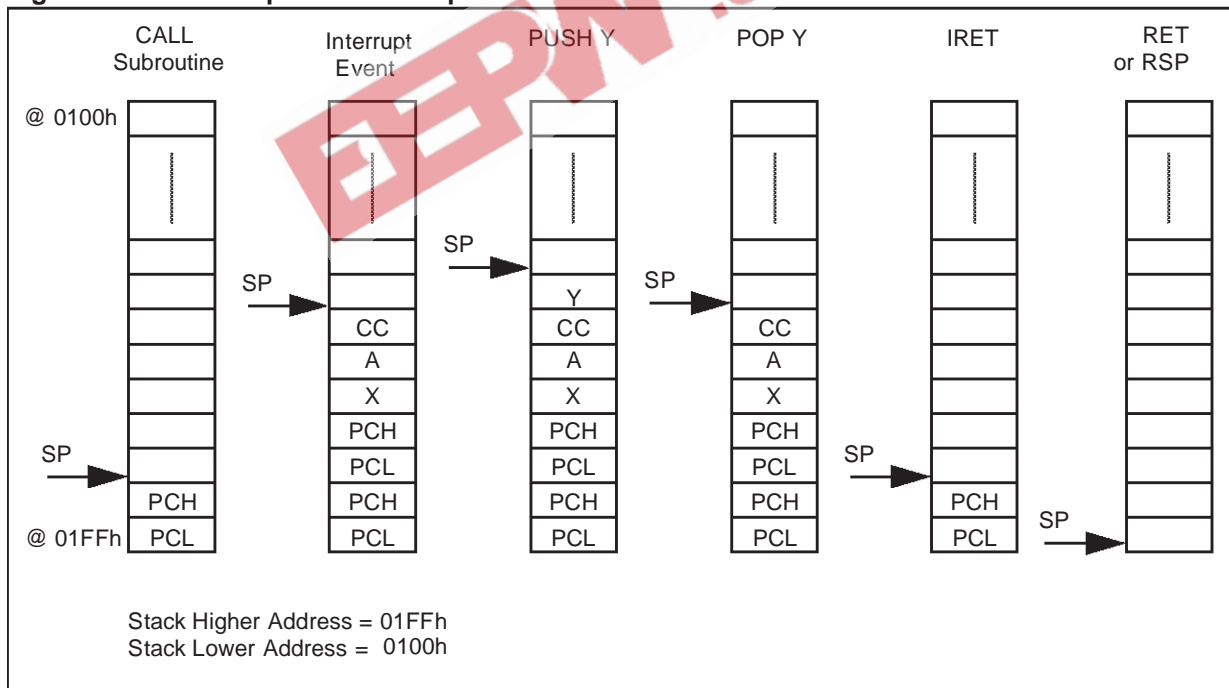 CALL
Subroutine
Interrupt
Event
PUSH Y
POP Y
IRET
RET
or RSP
@ 0100h
SP
SP
SP
Y
CC
CC
CC
A
A
A
X
X
X
PCH
PCH
PCH
SP
SP
PCL
PCL
PCL
PCH
PCH
PCH
PCH
PCH
SP
@ 01FFh
PCL
PCL
PCL
PCL
PCL
Stack Higher Address = 01FFh
Stack Lower Address = 0100h
EEPW